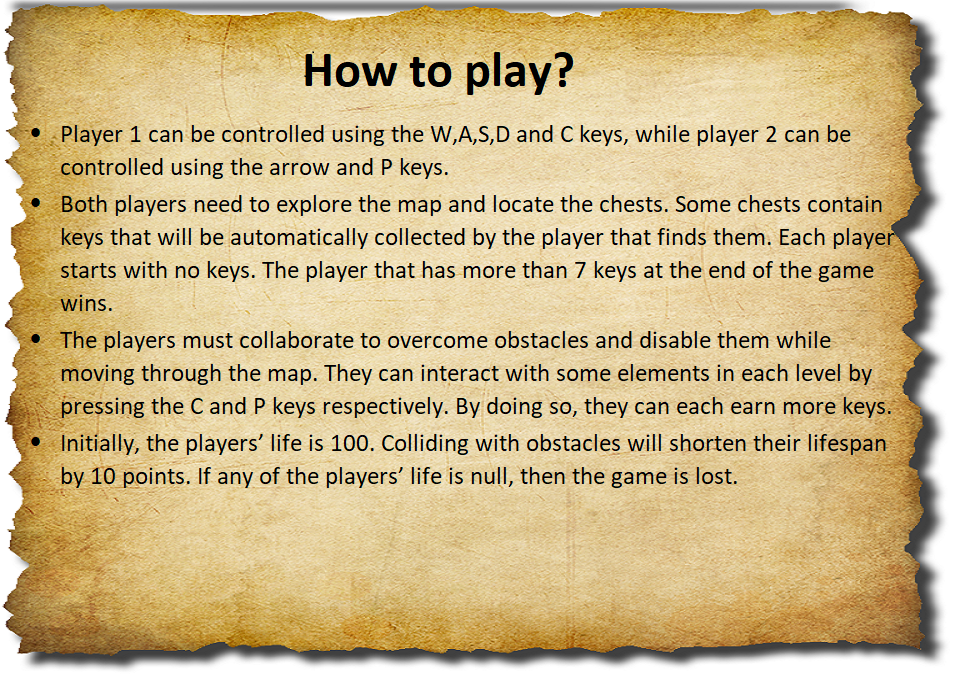 How to play?
• Player 1 can be controlled using the W,A,S,D and C keys, while player 2 can be
controlled using the arrow and P keys.
• Both players need to explore the map and locate the chests. Some chests contain
keys that will be automatically collected by the player that finds them. Each player
starts with no keys. The player that has more than 7 keys at the end of the game
wins.
• The players must collaborate to overcome obstacles and disable them while
moving through the map. They can interact with some elements in each level by
pressing the C and P keys respectively. By doing so, they can each earn more keys.
• Initially, the players’ life is 100. Colliding with obstacles will shorten their lifespan
by 10 points. If any of the players’ life is null, then the game is lost.